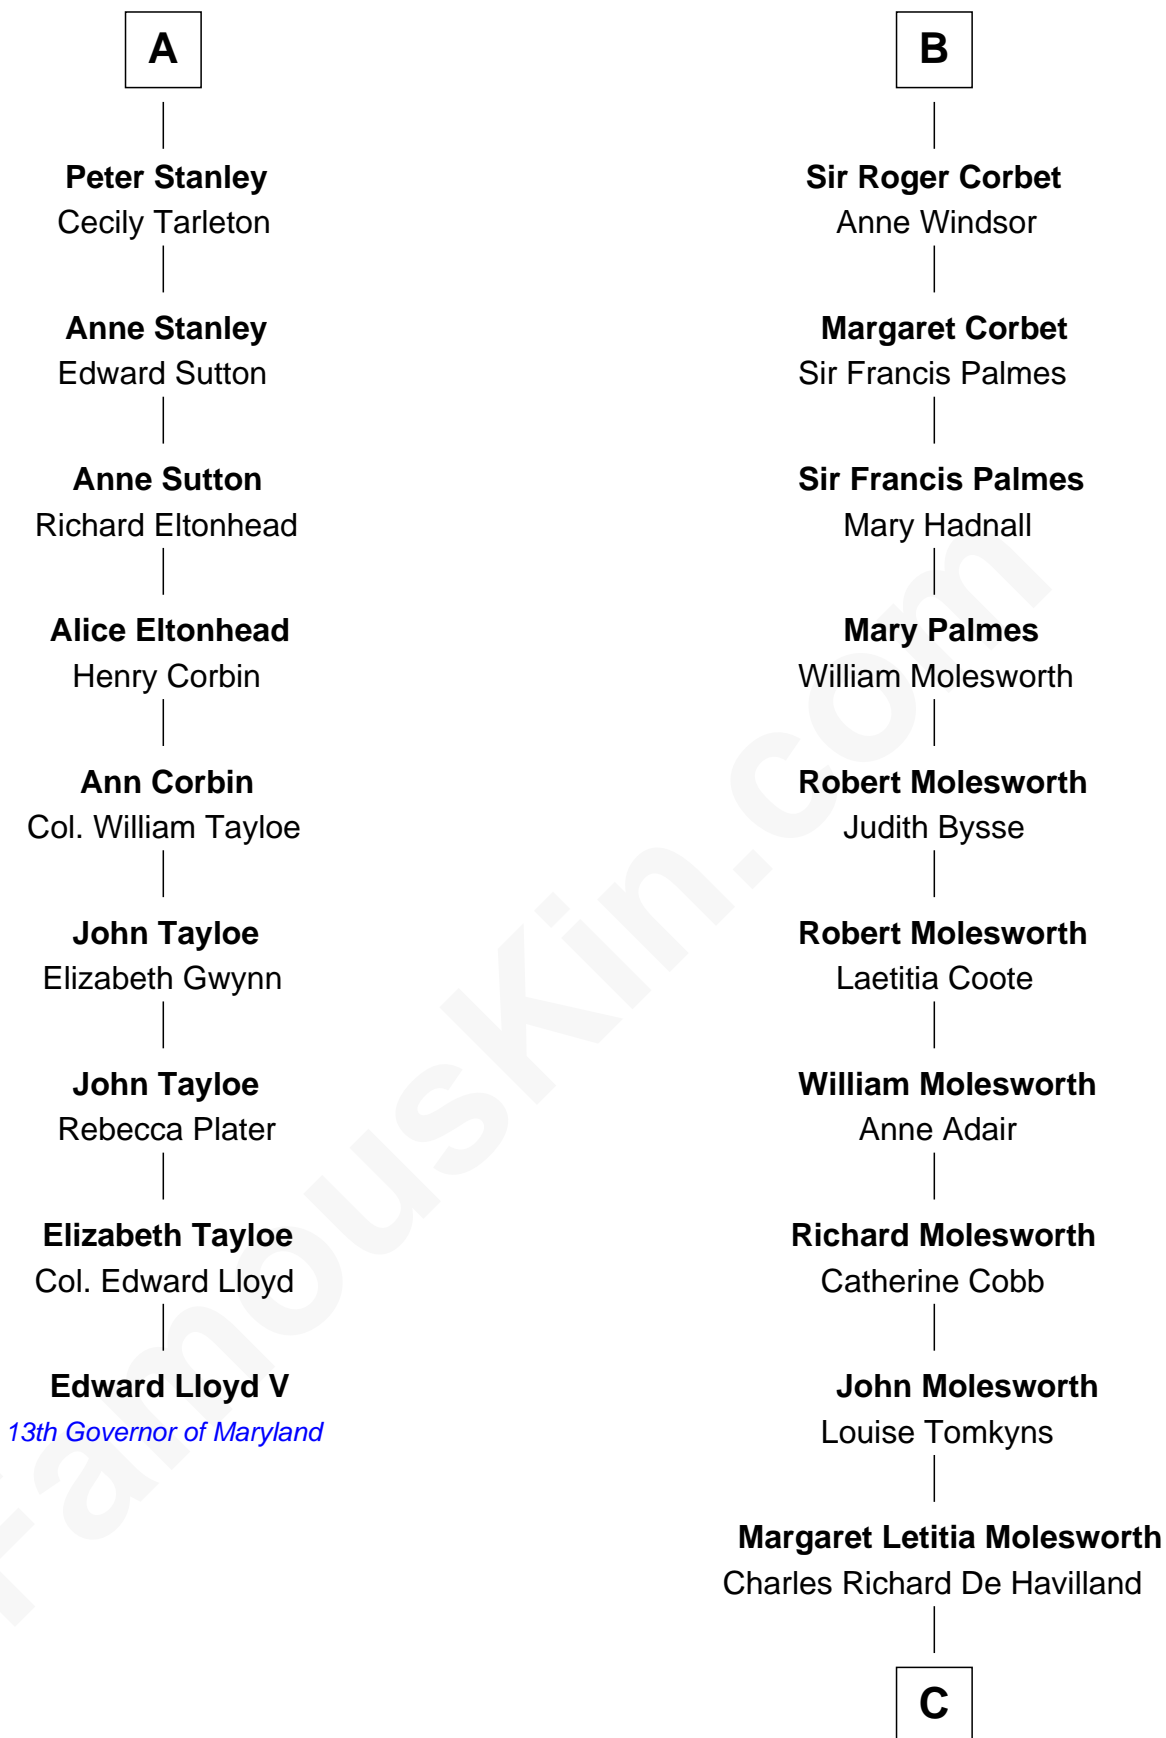 A
Peter Stanley
Cecily Tarleton
Anne Stanley
Edward Sutton
Anne Sutton
Richard Eltonhead
Alice Eltonhead
Henry Corbin
Ann Corbin
Col. William Tayloe
John Tayloe
Elizabeth Gwynn
John Tayloe
Rebecca Plater
Elizabeth Tayloe
Col. Edward Lloyd
Edward Lloyd V
13th Governor of Maryland
B
Sir Roger Corbet
Anne Windsor
Margaret Corbet
Sir Francis Palmes
Sir Francis Palmes
Mary Hadnall
Mary Palmes
William Molesworth
Robert Molesworth
Judith Bysse
Robert Molesworth
Laetitia Coote
William Molesworth
Anne Adair
Richard Molesworth
Catherine Cobb
John Molesworth
Louise Tomkyns
Margaret Letitia Molesworth
Charles Richard De Havilland
C
FamousKin.com